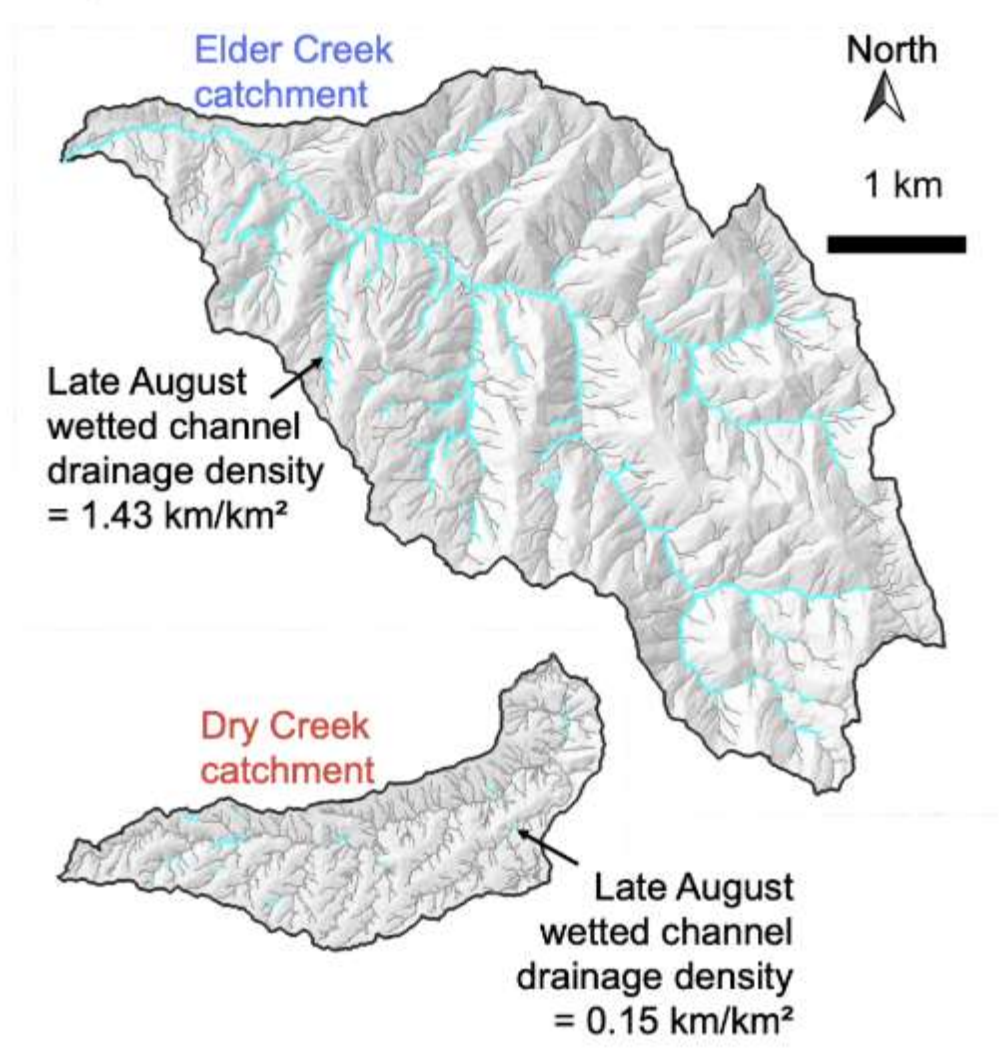 Elder Creek
catchment
North
1 km
Late August
wetted channel
drainage density
= 1.43 km/km²
Dry Creek
catchment
Late August
wetted channel
drainage density
= 0.15 km/km²